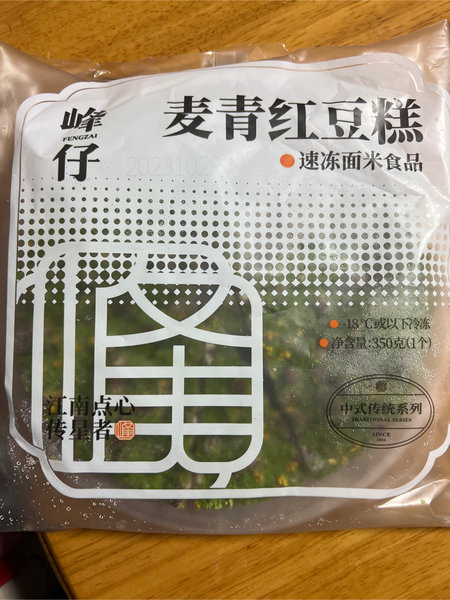 峰仔
FENGZAI
麦青红豆糕
速冻面米食品
-18℃或以下冷冻
净含量:350克(1个)
江南点心
传呈者
峰
中式传统系列
TRADITIONAL SERIES
SINCE